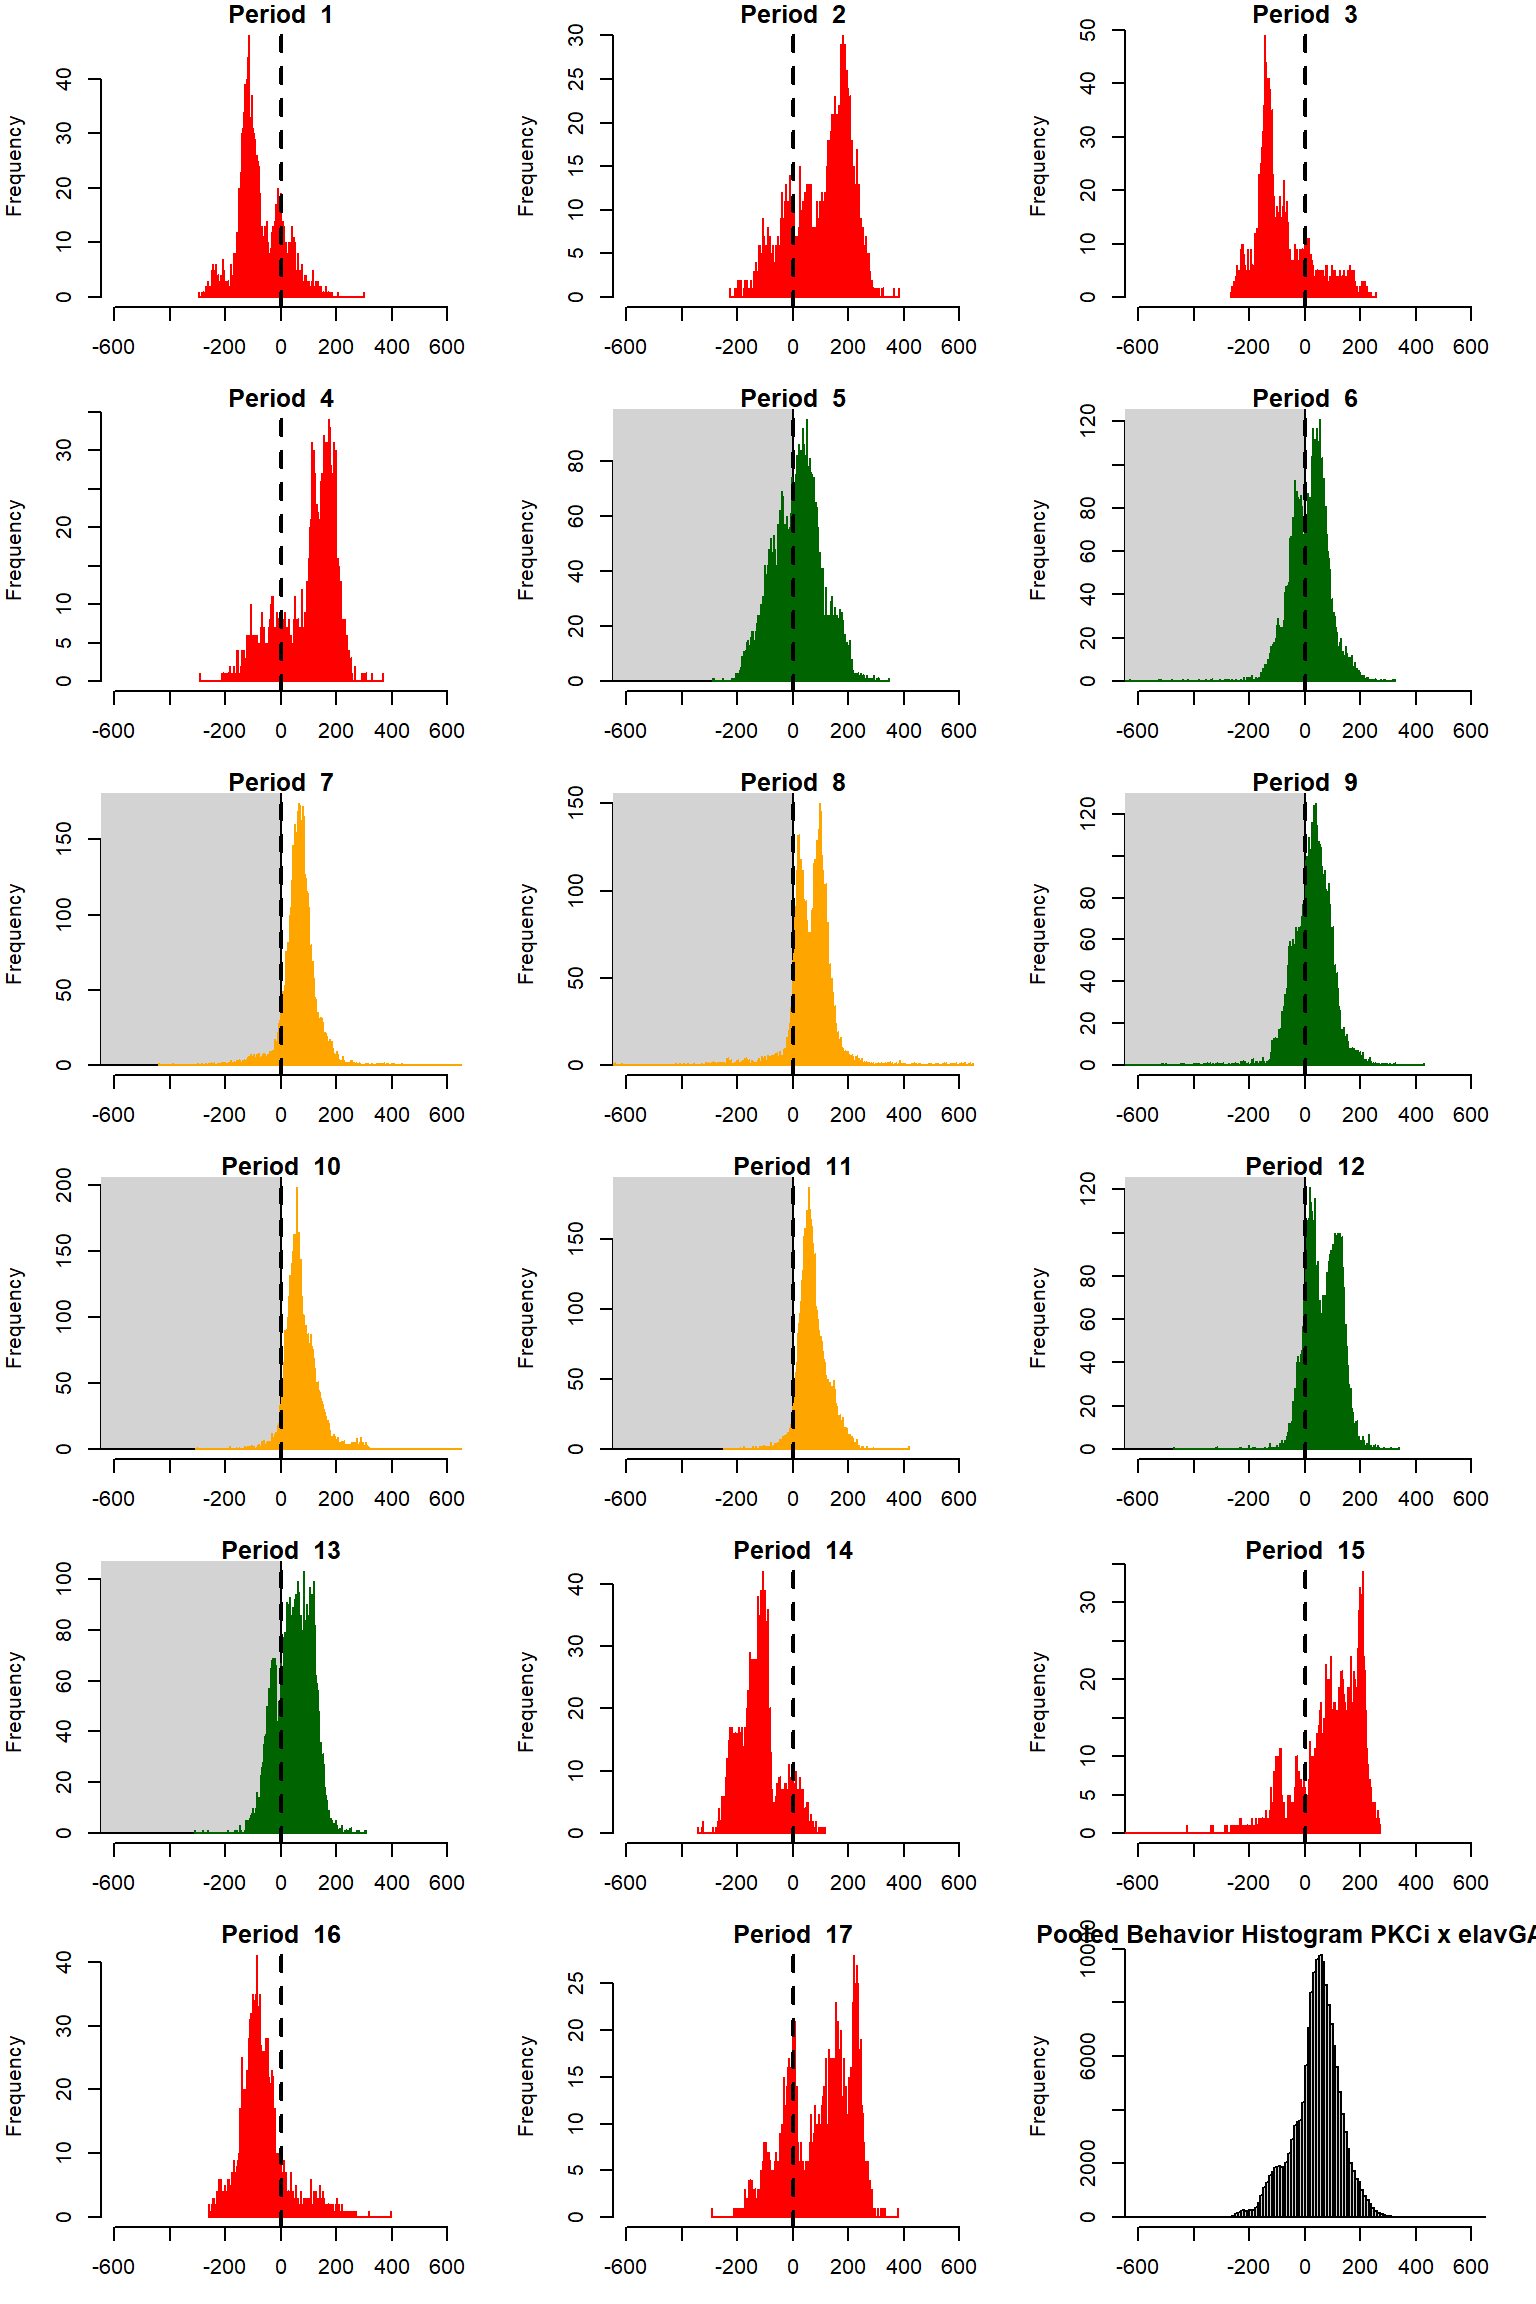 Period 1
Frequency
0 10 20 30 40
-600 -200 0 200 400 600
Period 2
Frequency
0 5 10 15 20 25 30
-600 -200 0 200 400 600
Period 3
Frequency
0 10 20 30 40 50
-600 -200 0 200 400 600
Period 4
Frequency
0 5 10 20 30
-600 -200 0 200 400 600
Period 5
Frequency
0 20 40 60 80
-600 -200 0 200 400 600
Period 6
Frequency
0 20 40 60 80 120
-600 -200 0 200 400 600
Period 7
Frequency
0 50 100 150
-600 -200 0 200 400 600
Period 8
Frequency
0 50 100 150
-600 -200 0 200 400 600
Period 9
Frequency
0 20 40 60 80 120
-600 -200 0 200 400 600
Period 10
Frequency
0 50 100 150 200
-600 -200 0 200 400 600
Period 11
Frequency
0 50 100 150
-600 -200 0 200 400 600
Period 12
Frequency
0 20 40 60 80 120
-600 -200 0 200 400 600
Period 13
Frequency
0 20 40 60 80 100
-600 -200 0 200 400 600
Period 14
Frequency
0 10 20 30 40
-600 -200 0 200 400 600
Period 15
Frequency
0 5 10 20 30
-600 -200 0 200 400 600
Period 16
Frequency
0 10 20 30 40
-600 -200 0 200 400 600
Period 17
Frequency
0 5 10 15 20 25
-600 -200 0 200 400 600
Pooled Behavior Histogram PKCi x elavGA
Frequency
0 2000 6000 10000
-600 -200 0 200 400 600